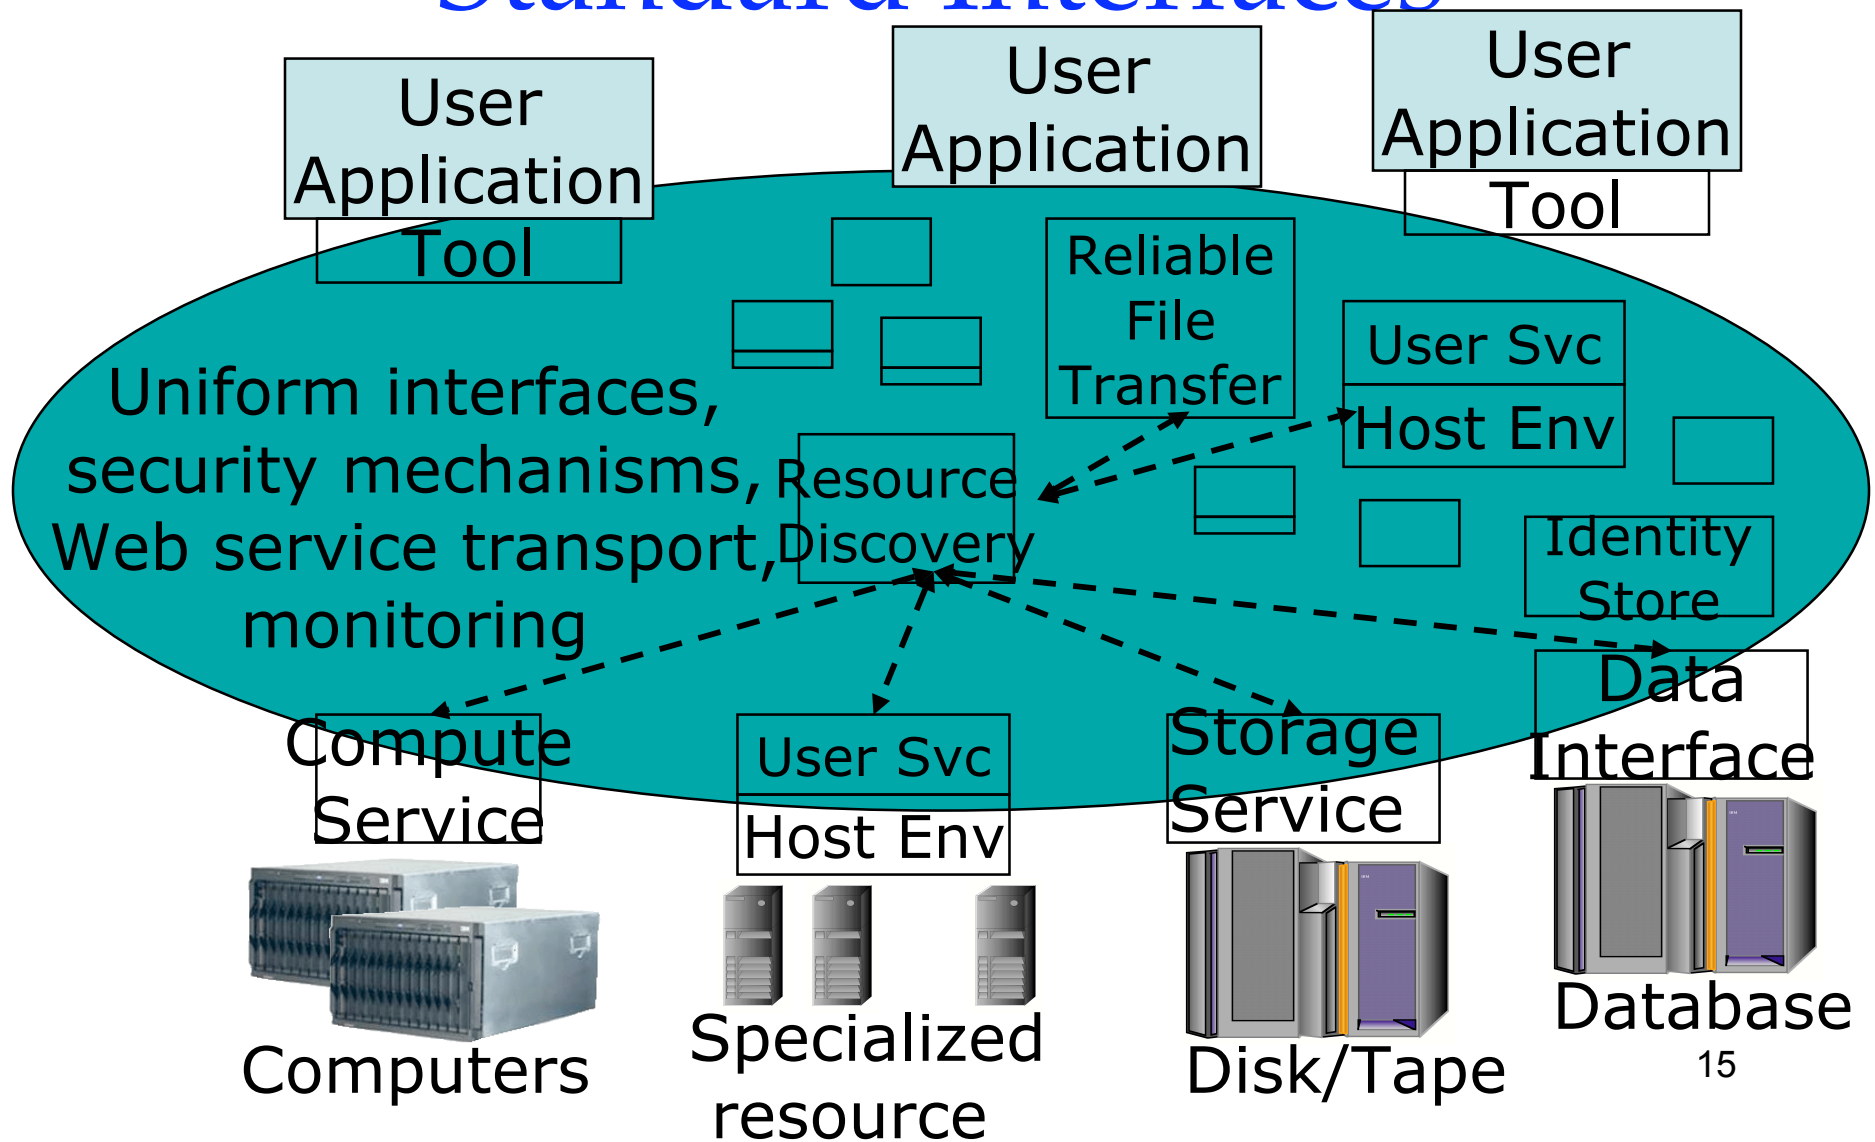 Standard Interfaces
User
Application
Tool
User
Application
User
Application
Tool
Reliable
File
Transfer
User Svc
Host Env
Uniform interfaces,
security mechanisms,
Web service transport,
monitoring
Resource
Discovery
Identity
Store
Compute
Service
User Svc
Host Env
Storage
Service
Data
Interface
Computers
Specialized
resource
Disk/Tape
Database
15